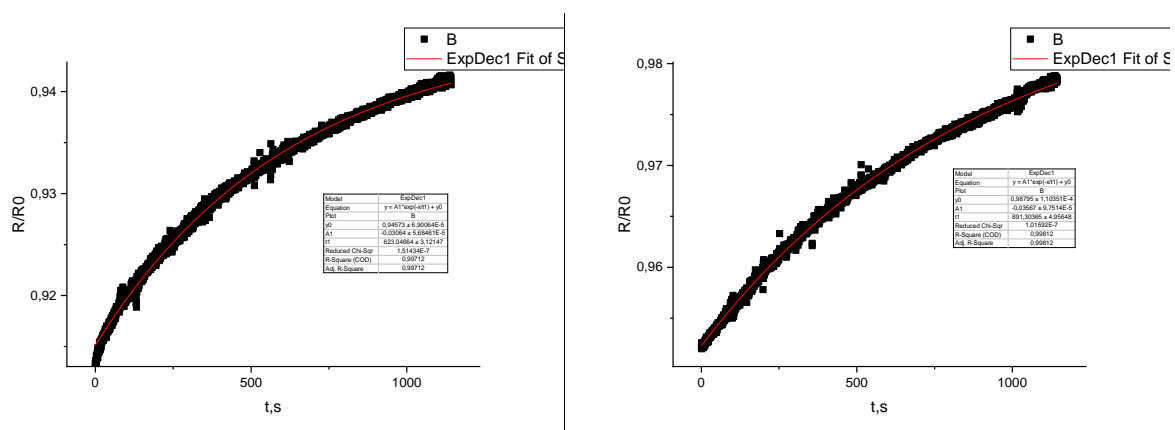 B
ExpDec1 Fit of S
0,94
0,93
0,92
R/R0
Model ExpDec1
Equation y = A1*exp(-x/t1) + y0
Plot B
y0 0,94573 ± 6,90064E-5
A1 -0,03064 ± 5,68461E-5
t1 623,04664 ± 3,12147
Reduced Chi-Sqr 1,51434E-7
R-Square (COD) 0,99712
Adj. R-Square 0,99712
0 500 1000
t,s
B
ExpDec1 Fit of S
0,98
0,97
0,96
R/R0
Model ExpDec1
Equation y = A1*exp(-x/t1) + y0
Plot B
y0 0,98795 ± 1,10351E-4
A1 -0,03567 ± 9,7514E-5
t1 891,30365 ± 4,95648
Reduced Chi-Sqr 1,01592E-7
R-Square (COD) 0,99812
Adj. R-Square 0,99812
0 500 1000
t,s